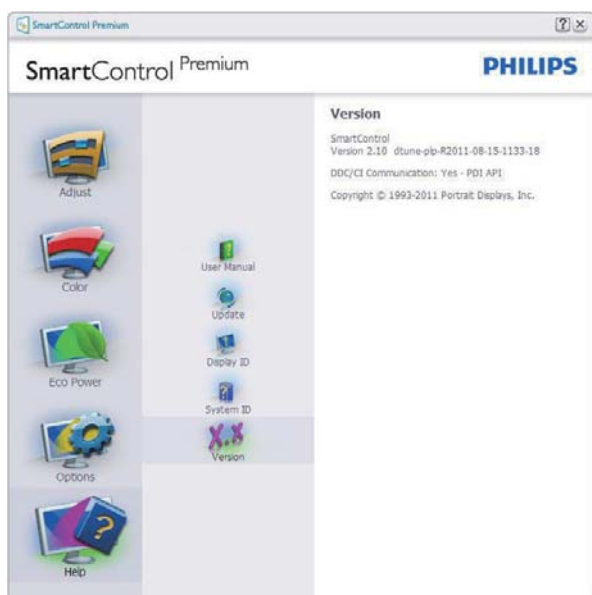 SmartControl Premium
? ×
SmartControl Premium
PHILIPS
Adjust
Color
Eco Power
Options
Help
User Manual
Update
Display ID
System ID
X.X
Version
Version
SmartControl
Version 2.10 dtune-plp-R2011-08-15-1133-18
DDC/CI Communication: Yes - PDI API
Copyright © 1993-2011 Portrait Displays, Inc.